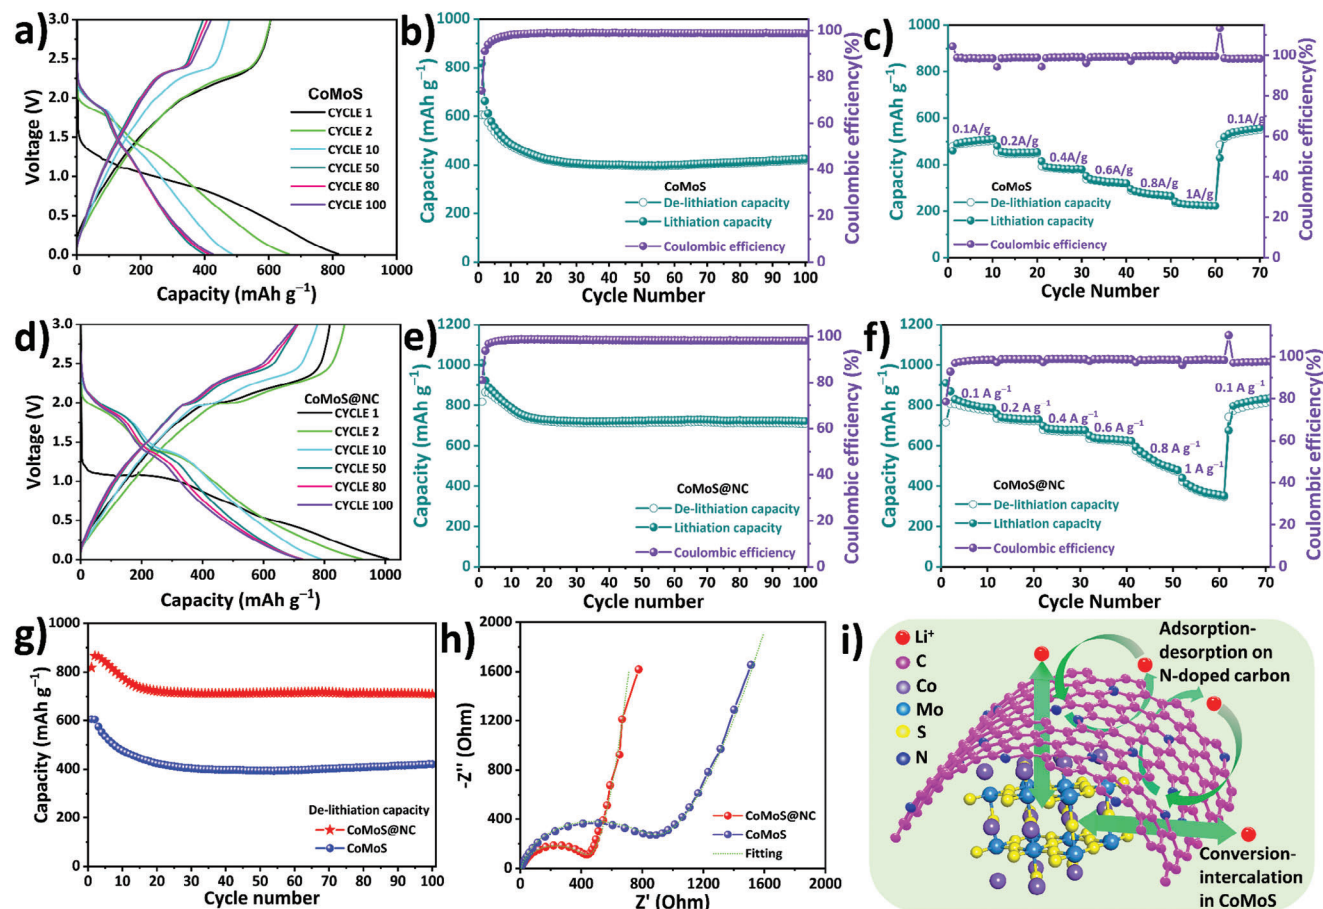 a)
Voltage (V)
3.0
2.5
2.0
1.5
1.0
0.5
0.0
CoMoS
CYCLE 1
CYCLE 2
CYCLE 10
CYCLE 50
CYCLE 80
CYCLE 100
0 200 400 600 800 1000
Capacity (mAh g⁻¹)
b)
Capacity (mAh g⁻¹)
1000
800
600
400
200
0
CoMoS
De-lithiation capacity
Lithiation capacity
Coulombic efficiency
100
80
60
40
20
0
Coulombic efficiency(%)
0 10 20 30 40 50 60 70 80 90 100
Cycle Number
c)
Capacity (mAh g⁻¹)
1000
800
600
400
200
0
0.1A/g
0.2A/g
0.4A/g
0.6A/g
0.8A/g
1A/g
0.1A/g
CoMoS
De-lithiation capacity
Lithiation capacity
Coulombic efficiency
100
80
60
40
20
0
Coulombic efficiency(%)
0 10 20 30 40 50 60 70
Cycle Number
d)
Voltage (V)
3.0
2.5
2.0
1.5
1.0
0.5
0.0
CoMoS@NC
CYCLE 1
CYCLE 2
CYCLE 10
CYCLE 50
CYCLE 80
CYCLE 100
0 200 400 600 800 1000
Capacity (mAh g⁻¹)
e)
Capacity (mAh g⁻¹)
1200
1000
800
600
400
200
0
CoMoS@NC
De-lithiation capacity
Lithiation capacity
Coulombic efficiency
100
80
60
40
20
0
Coulombic efficiency(%)
0 10 20 30 40 50 60 70 80 90 100
Cycle number
f)
Capacity (mAh g⁻¹)
1200
1000
800
600
400
200
0
0.1 A g⁻¹
0.2 A g⁻¹
0.4 A g⁻¹
0.6 A g⁻¹
0.8 A g⁻¹
1 A g⁻¹
0.1 A g⁻¹
CoMoS@NC
De-lithiation capacity
Lithiation capacity
Coulombic efficiency
100
80
60
40
20
0
Coulombic efficiency(%)
0 10 20 30 40 50 60 70
Cycle Number
g)
Capacity (mAh g⁻¹)
1000
800
600
400
200
0
De-lithiation capacity
CoMoS@NC
CoMoS
0 10 20 30 40 50 60 70 80 90 100
Cycle number
h)
-Z'' (Ohm)
2000
1600
1200
800
400
0
CoMoS@NC
CoMoS
Fitting
0 400 800 1200 1600 2000
Z' (Ohm)
i)
Li⁺
C
Co
Mo
S
N
Adsorption-
desorption on
N-doped carbon
Conversion-
intercalation
in CoMoS